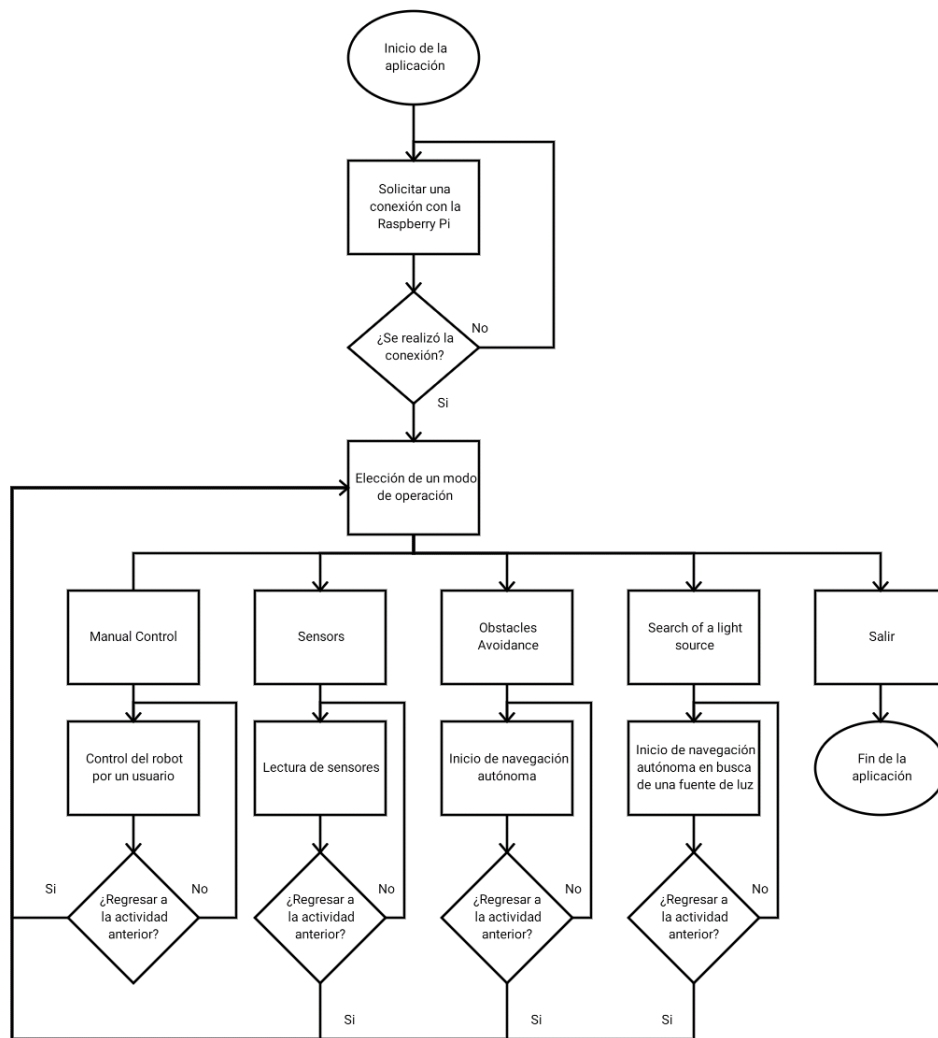 Inicio de la
aplicación
Solicitar una
conexión con la
Raspberry Pi
¿Se realizó la
conexión?
No
Si
Elección de un modo
de operación
Manual Control
Sensors
Obstacles
Avoidance
Search of a light
source
Salir
Control del robot
por un usuario
Lectura de sensores
Inicio de navegación
autónoma
Inicio de navegación
autónoma en busca
de una fuente de luz
Fin de la
aplicación
Si
¿Regresar a
la actividad
anterior?
No
¿Regresar a
la actividad
anterior?
No
¿Regresar a
la actividad
anterior?
No
¿Regresar a
la actividad
anterior?
No
Si
Si
Si